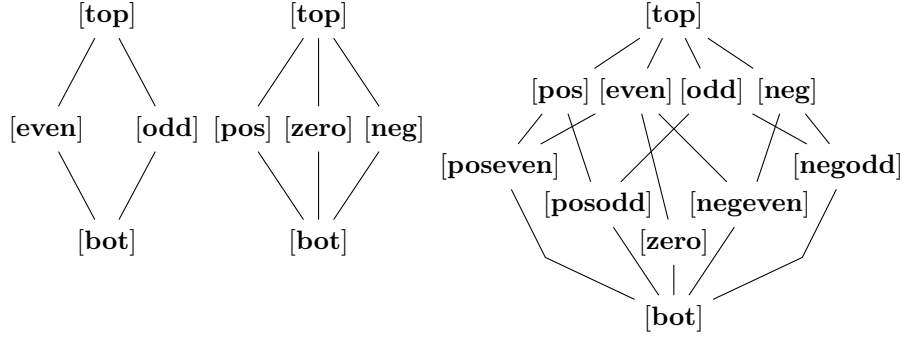 [top]
[even] [odd]
[bot]
[top]
[pos] [zero] [neg]
[bot]
[top]
[pos] [even] [odd] [neg]
[poseven] [negodd]
[posodd] [negeven]
[zero]
[bot]